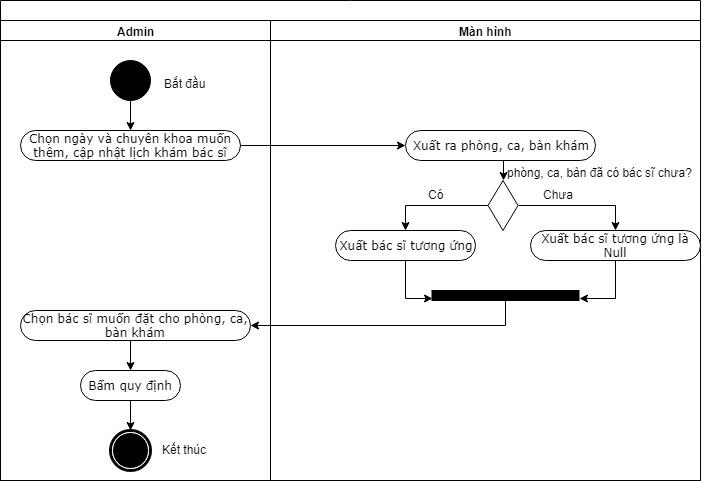 Admin
Màn hình
Bắt đầu
Chọn ngày và chuyên khoa muốn
thêm, cập nhật lịch khám bác sĩ
Xuất ra phòng, ca, bàn khám
phòng, ca, bàn đã có bác sĩ chưa?
Có
Chưa
Xuất bác sĩ tương ứng
Xuất bác sĩ tương ứng là
Null
Chọn bác sĩ muốn đặt cho phòng, ca,
bàn khám
Bấm quy định
Kết thúc